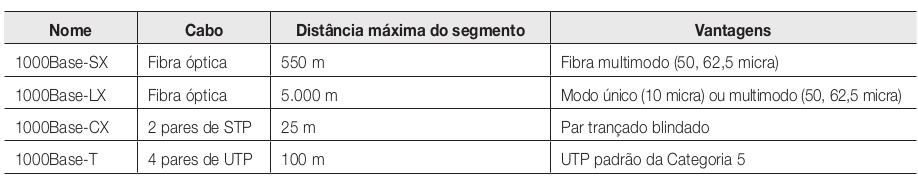 Nome Cabo Distância máxima do segmento Vantagens
1000Base-SX Fibra óptica 550 m Fibra multimodo (50, 62,5 micra)
1000Base-LX Fibra óptica 5.000 m Modo único (10 micra) ou multimodo (50, 62,5 micra)
1000Base-CX 2 pares de STP 25 m Par trançado blindado
1000Base-T 4 pares de UTP 100 m UTP padrão da Categoria 5